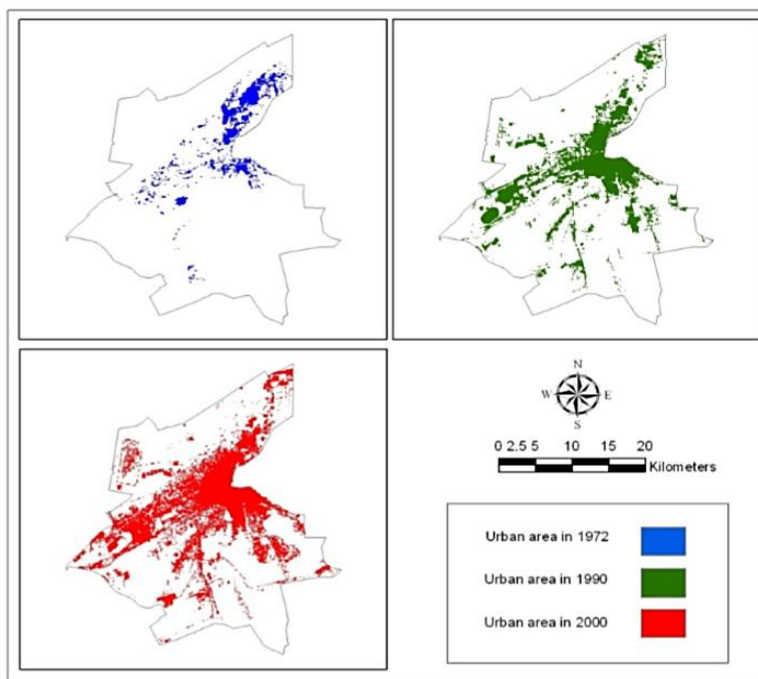 N
W E
S
0 2.5 5 10 15 20
Kilometers
Urban area in 1972
Urban area in 1990
Urban area in 2000